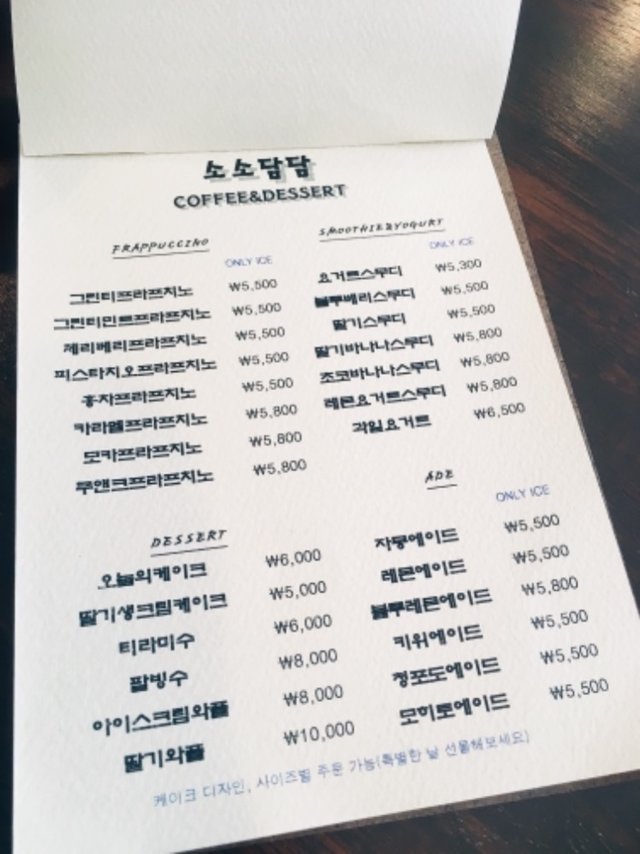 소소담담
COFFEE&DESSERT
FRAPPUCCINO
ONLY ICE
그린티프라프치노 ₩5,500
그린티민트프라프치노 ₩5,500
체리베리프라프치노 ₩5,500
피스타치오프라프치노 ₩5,500
홍차프라프치노 ₩5,500
카라멜프라프치노 ₩5,800
모카프라프치노 ₩5,800
쿠앤크프라프치노 ₩5,800
SMOOTHIE&YOGURT
ONLY ICE
요거트스무디 ₩5,300
블루베리스무디 ₩5,500
딸기스무디 ₩5,500
딸기바나나스무디 ₩5,800
초코바나나스무디 ₩5,800
레몬요거트스무디 ₩5,800
과일요거트 ₩6,500
DESSERT
오늘의케이크 ₩6,000
딸기생크림케이크 ₩5,000
티라미수 ₩6,000
팥빙수 ₩8,000
아이스크림와플 ₩8,000
딸기와플 ₩10,000
ADE
ONLY ICE
자몽에이드 ₩5,500
레몬에이드 ₩5,500
블루레몬에이드 ₩5,800
키위에이드 ₩5,500
청포도에이드 ₩5,500
모히토에이드 ₩5,500
케이크 디자인, 사이즈별 주문 가능(특별한 날 선물해보세요)